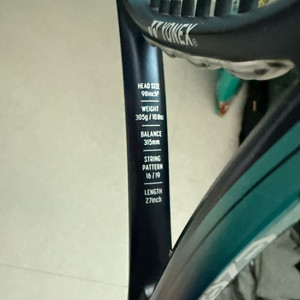 YONEX
HEAD SIZE
98inch²
WEIGHT
305g / 10.8oz
BALANCE
315mm
STRING
PATTERN
16 / 19
LENGTH
27inch